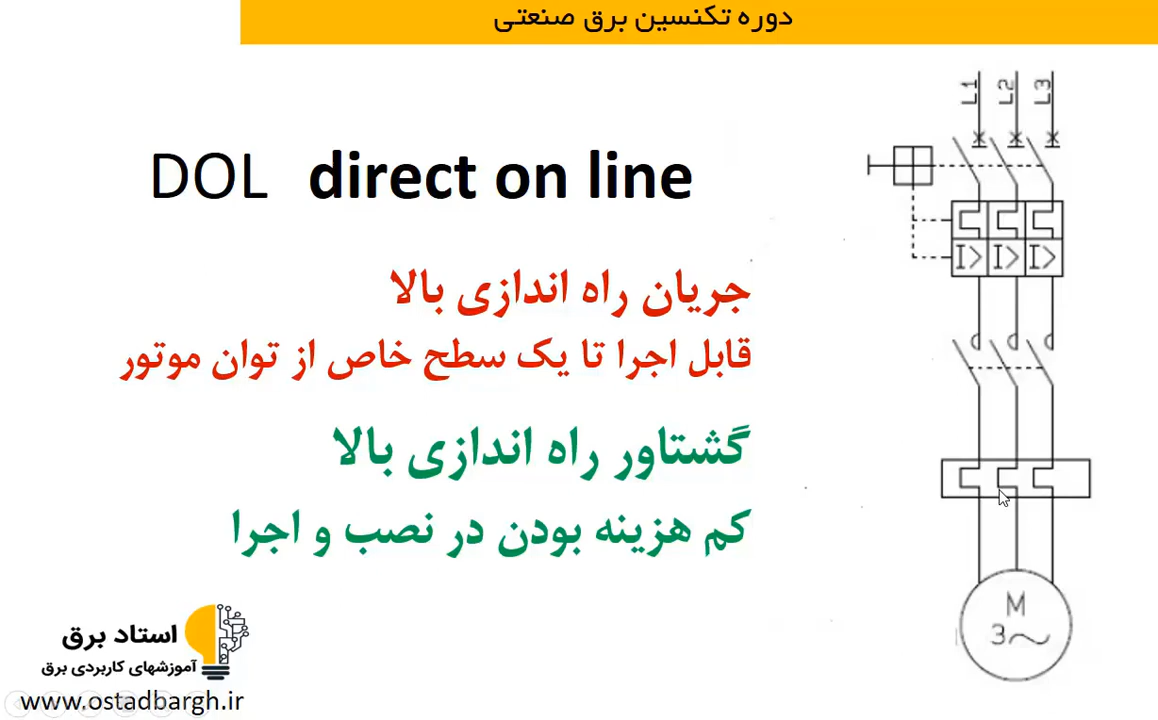 دوره تکنسین برق صنعتی
DOL direct on line
جریان راه اندازی بالا
قابل اجرا تا یک سطح خاص از توان موتور
گشتاور راه اندازی بالا
کم هزینه بودن در نصب و اجرا
L1 L2 L3
I> I> I>
M
3~
استاد برق
آموزشهای کاربردی برق
www.ostadbargh.ir